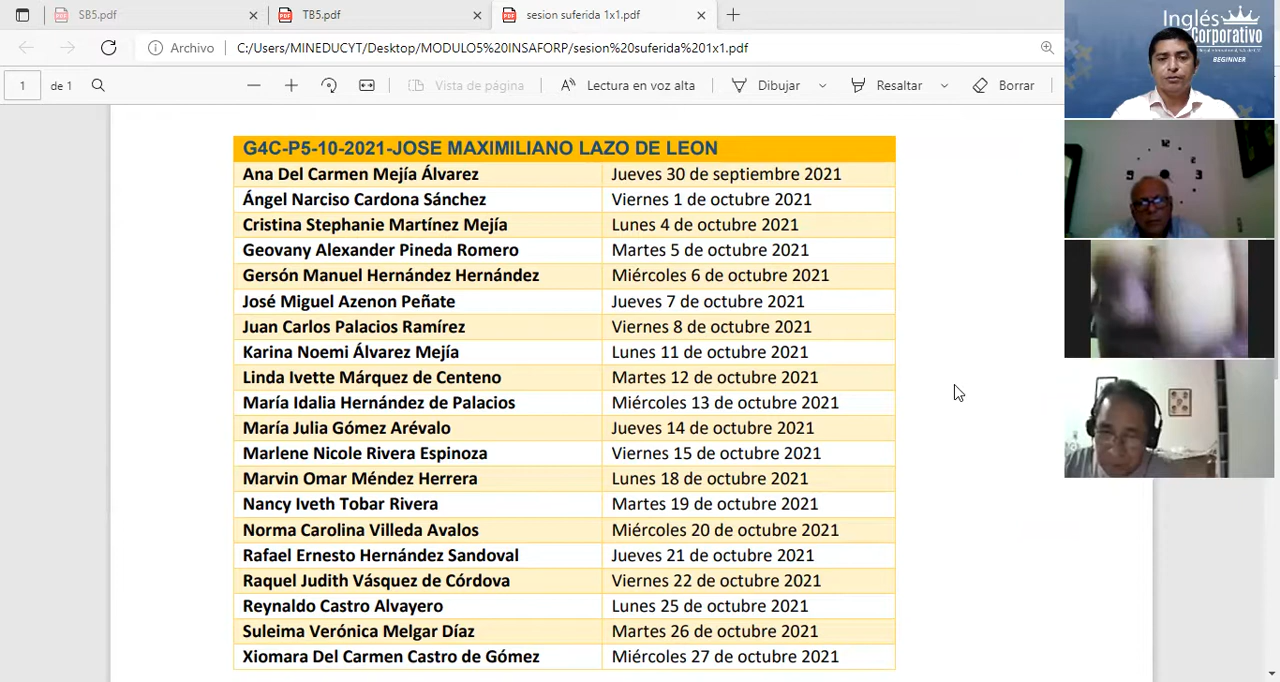 SB5.pdf
TB5.pdf
sesion suferida 1x1.pdf
Archivo
C:/Users/MINEDUCYT/Desktop/MODULO5%20INSAFORP/sesion%20suferida%201x1.pdf
1 de 1
Vista de página
Lectura en voz alta
Dibujar
Resaltar
Borrar
Inglés
Corporativo
BEGINNER
12
3
G4C-P5-10-2021-JOSE MAXIMILIANO LAZO DE LEON
Ana Del Carmen Mejía Álvarez Jueves 30 de septiembre 2021
Ángel Narciso Cardona Sánchez Viernes 1 de octubre 2021
Cristina Stephanie Martínez Mejía Lunes 4 de octubre 2021
Geovany Alexander Pineda Romero Martes 5 de octubre 2021
Gersón Manuel Hernández Hernández Miércoles 6 de octubre 2021
José Miguel Azenon Peñate Jueves 7 de octubre 2021
Juan Carlos Palacios Ramírez Viernes 8 de octubre 2021
Karina Noemi Álvarez Mejía Lunes 11 de octubre 2021
Linda Ivette Márquez de Centeno Martes 12 de octubre 2021
María Idalia Hernández de Palacios Miércoles 13 de octubre 2021
María Julia Gómez Arévalo Jueves 14 de octubre 2021
Marlene Nicole Rivera Espinoza Viernes 15 de octubre 2021
Marvin Omar Méndez Herrera Lunes 18 de octubre 2021
Nancy Iveth Tobar Rivera Martes 19 de octubre 2021
Norma Carolina Villeda Avalos Miércoles 20 de octubre 2021
Rafael Ernesto Hernández Sandoval Jueves 21 de octubre 2021
Raquel Judith Vásquez de Córdova Viernes 22 de octubre 2021
Reynaldo Castro Alvayero Lunes 25 de octubre 2021
Suleima Verónica Melgar Díaz Martes 26 de octubre 2021
Xiomara Del Carmen Castro de Gómez Miércoles 27 de octubre 2021